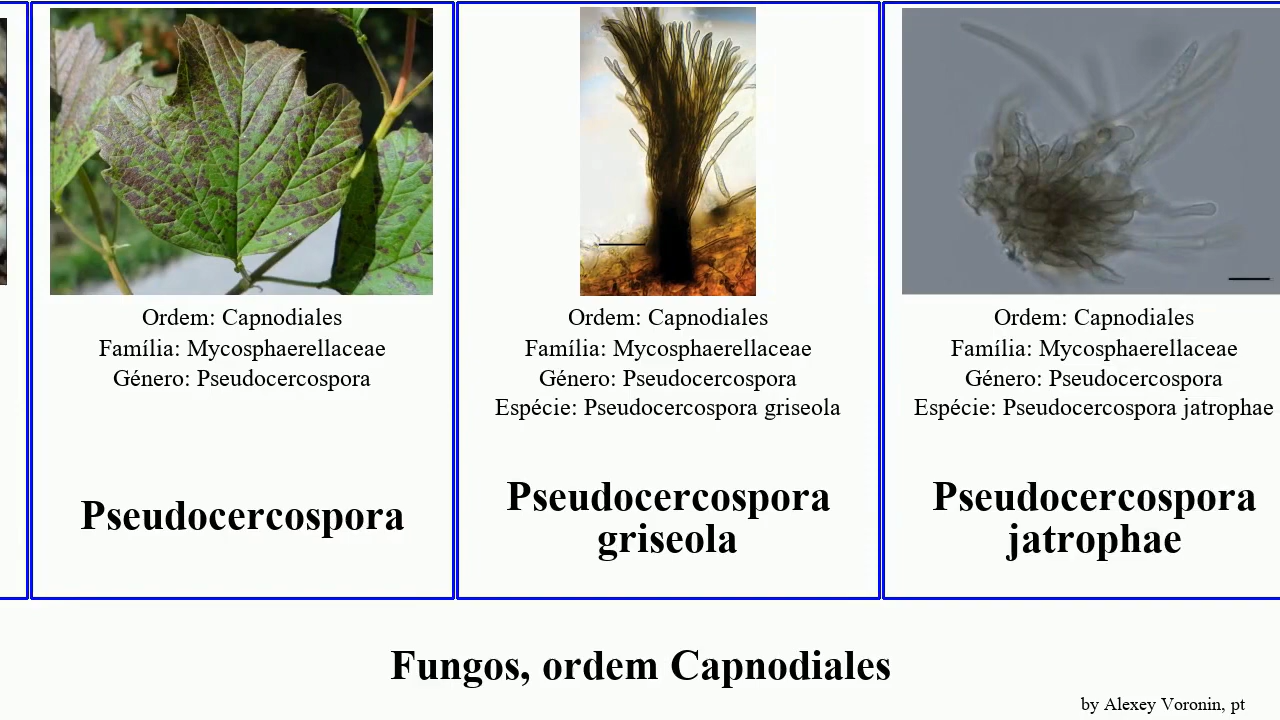 Ordem: Capnodiales
Família: Mycosphaerellaceae
Género: Pseudocercospora
Pseudocercospora
Ordem: Capnodiales
Família: Mycosphaerellaceae
Género: Pseudocercospora
Espécie: Pseudocercospora griseola
Pseudocercospora
griseola
Ordem: Capnodiales
Família: Mycosphaerellaceae
Género: Pseudocercospora
Espécie: Pseudocercospora jatrophae
Pseudocercospora
jatrophae
Fungos, ordem Capnodiales
by Alexey Voronin, pt